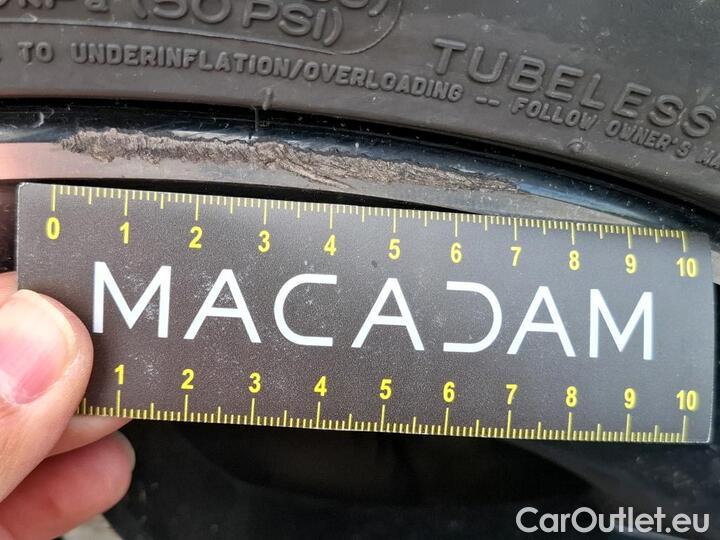 (50 PSI)
TO UNDERINFLATION/OVERLOADING -- FOLLOW OWNER'S
TUBELESS
0 1 2 3 4 5 6 7 8 9 10
MACADAM
1 2 3 4 5 6 7 8 9 10
CarOutlet.eu